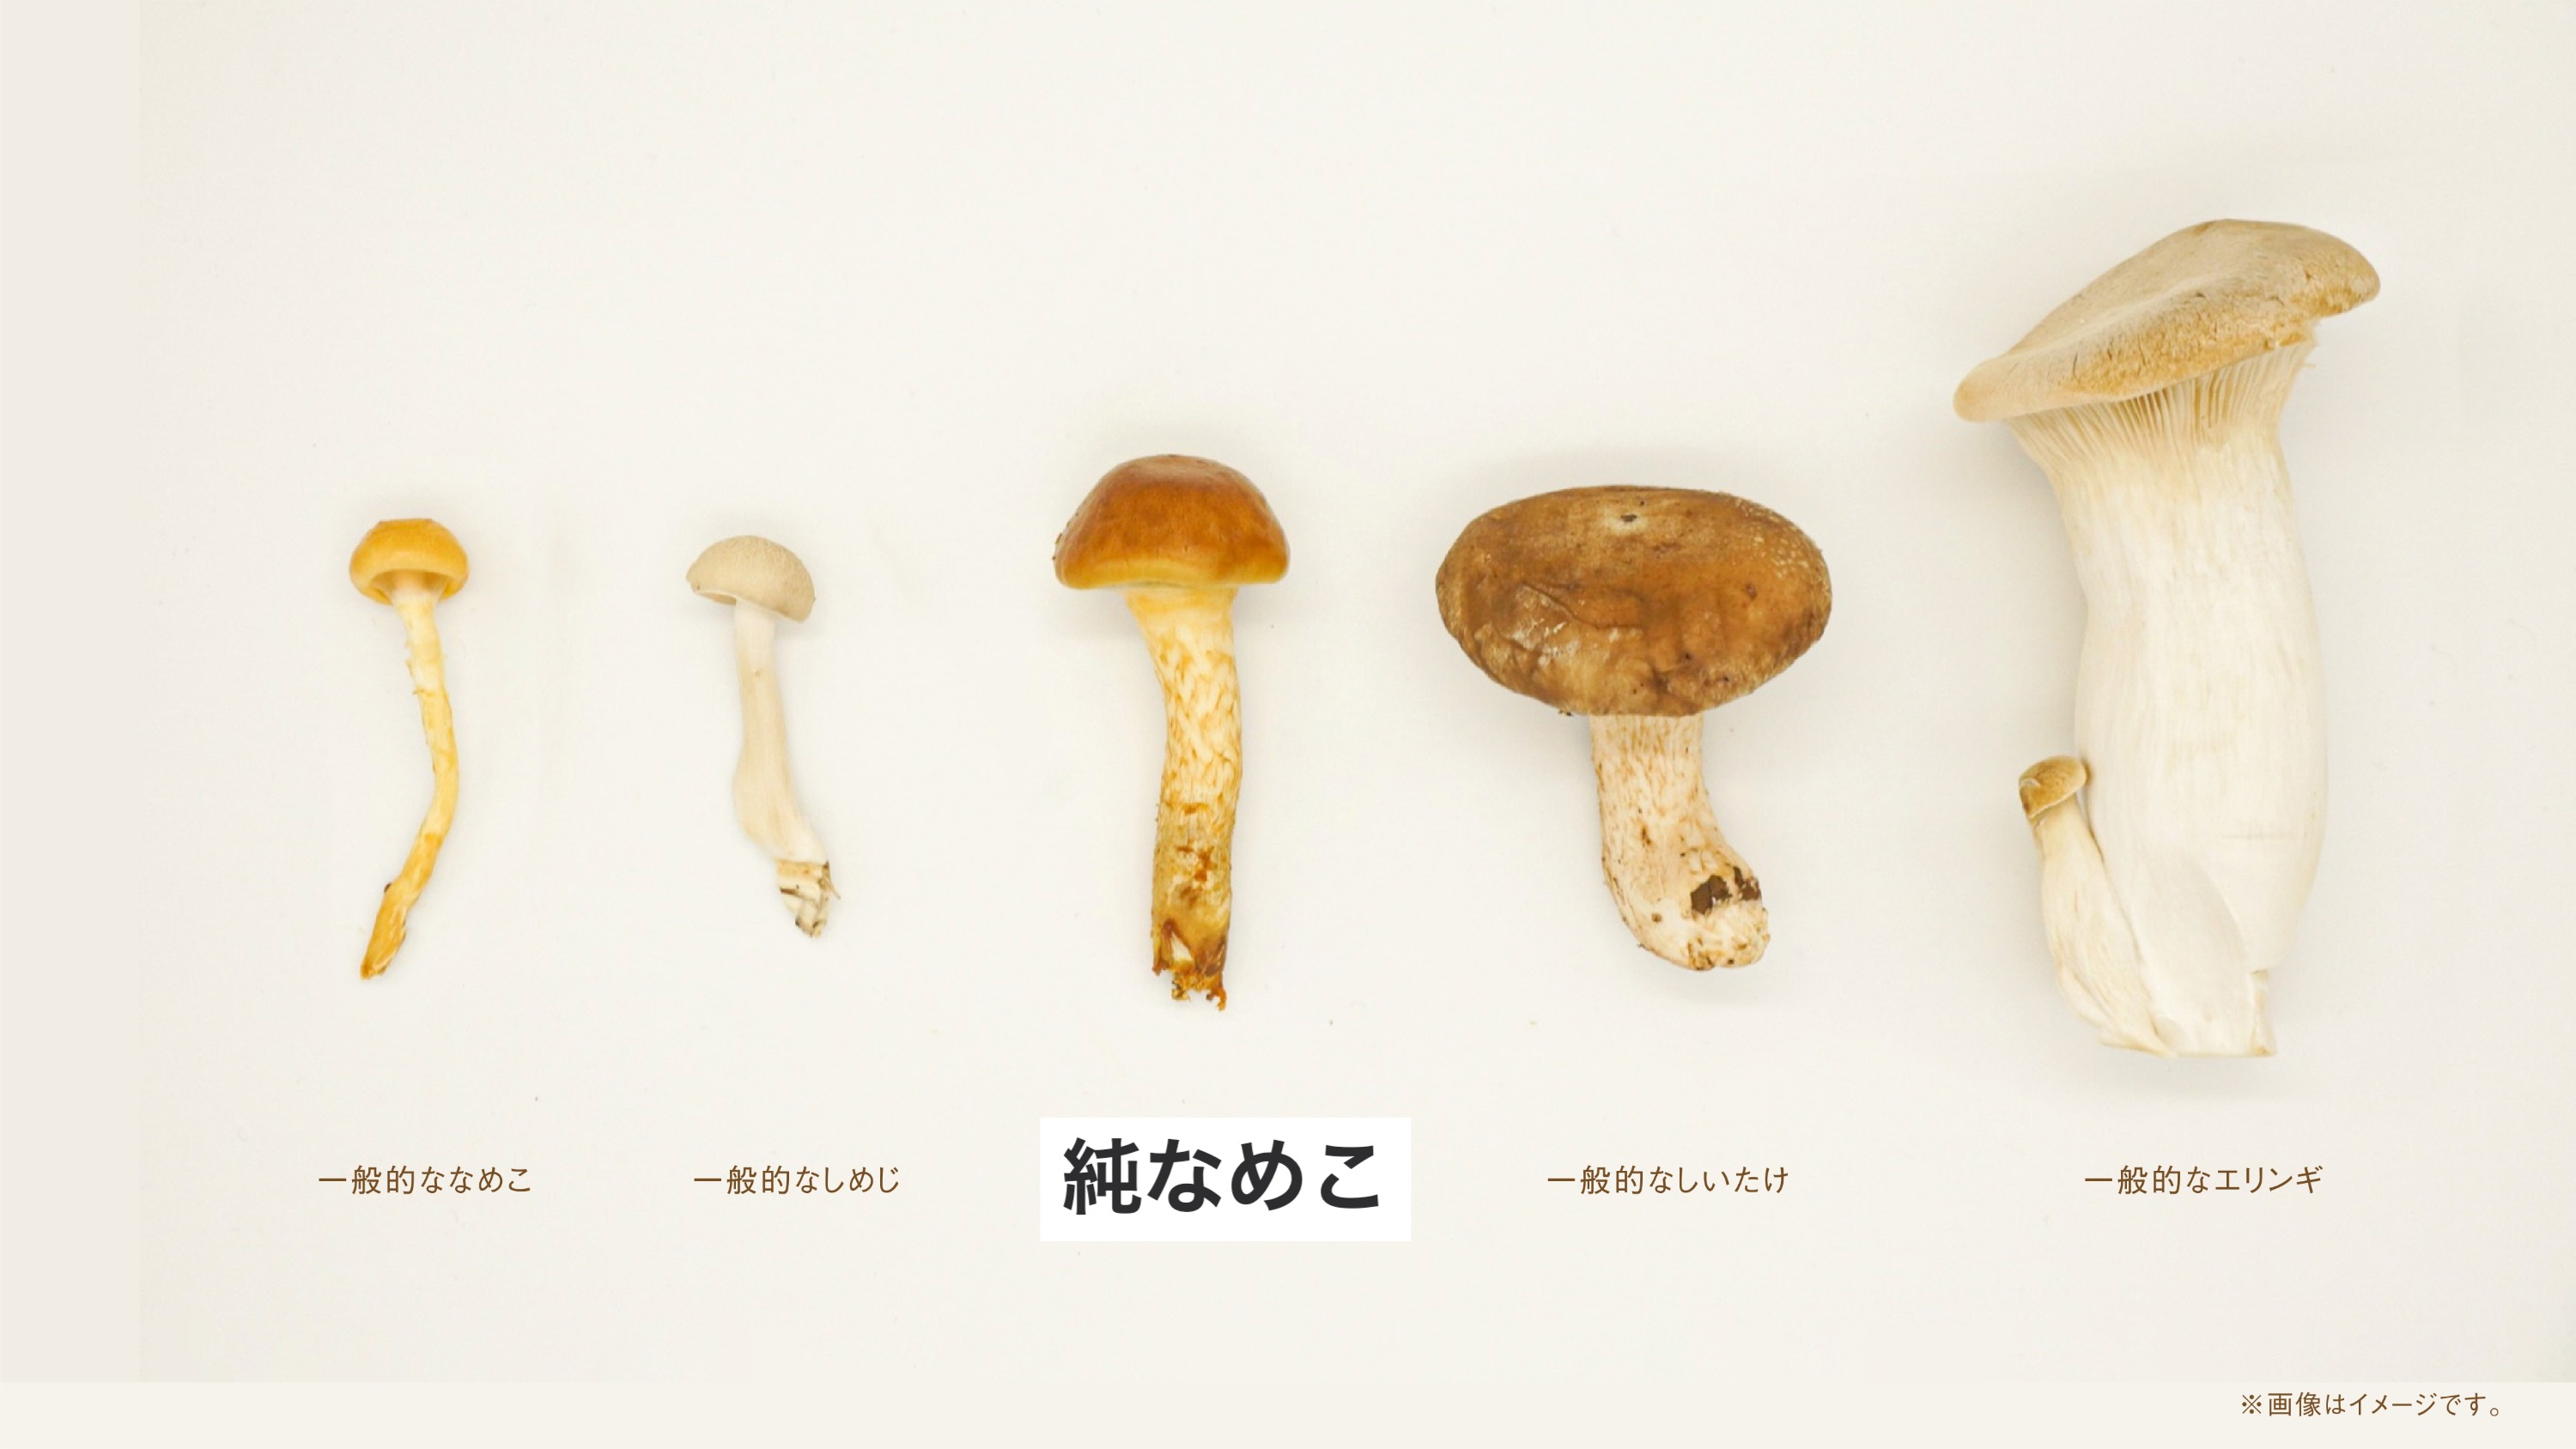 一般的ななめこ
一般的なしめじ
純なめこ
一般的なしいたけ
一般的なエリンギ
※画像はイメージです。